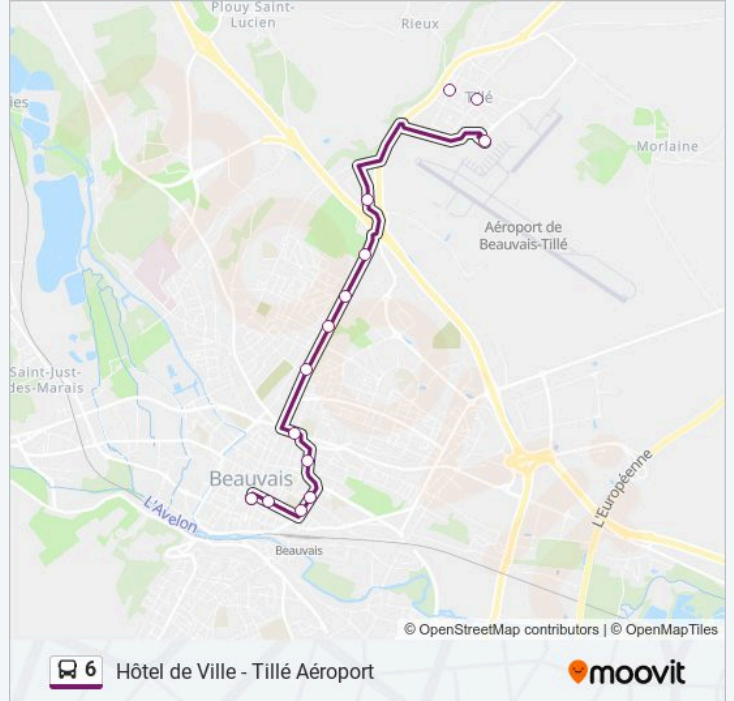 Plouy Saint-
Lucien
Rieux
ies
Tillé
Morlaine
Aéroport de
Beauvais-Tillé
Saint-Just-
des-Marais
Beauvais
L'Européenne
L'Avelon
Beauvais
© OpenStreetMap contributors | © OpenMapTiles
6 Hôtel de Ville - Tillé Aéroport
moovit